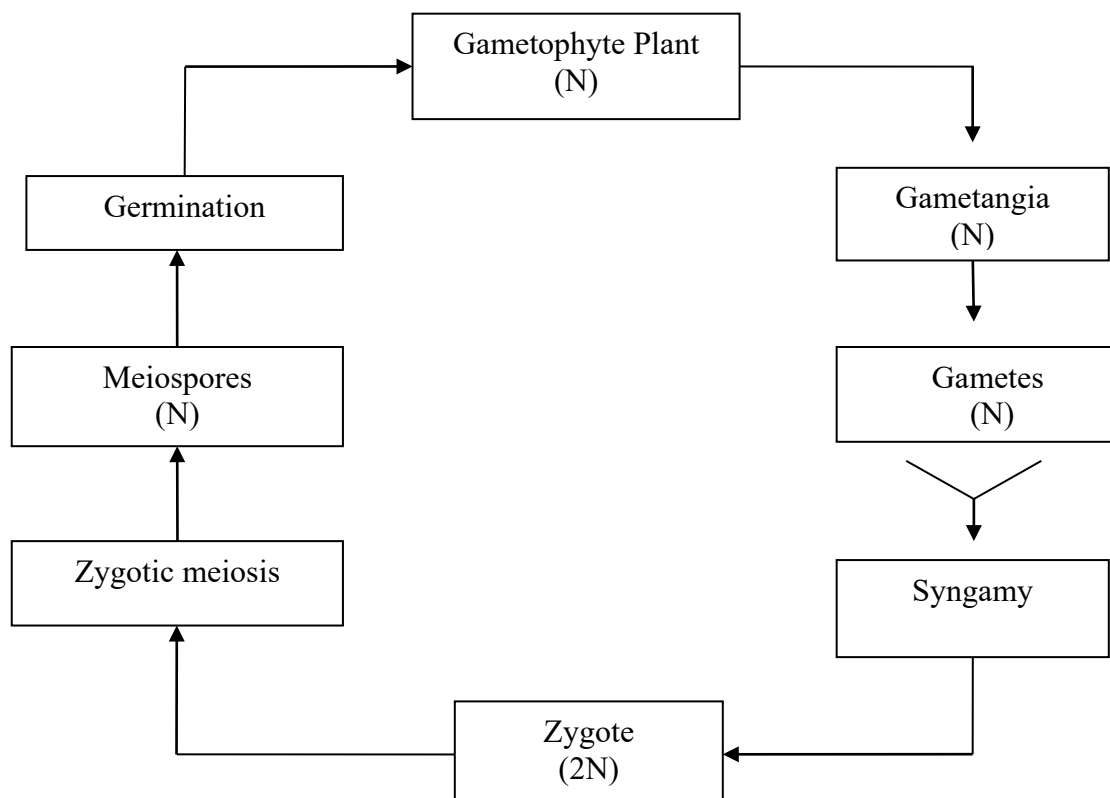 Gametophyte Plant
(N)
Germination
Gametangia
(N)
Meiospores
(N)
Gametes
(N)
Zygotic meiosis
Syngamy
Zygote
(2N)